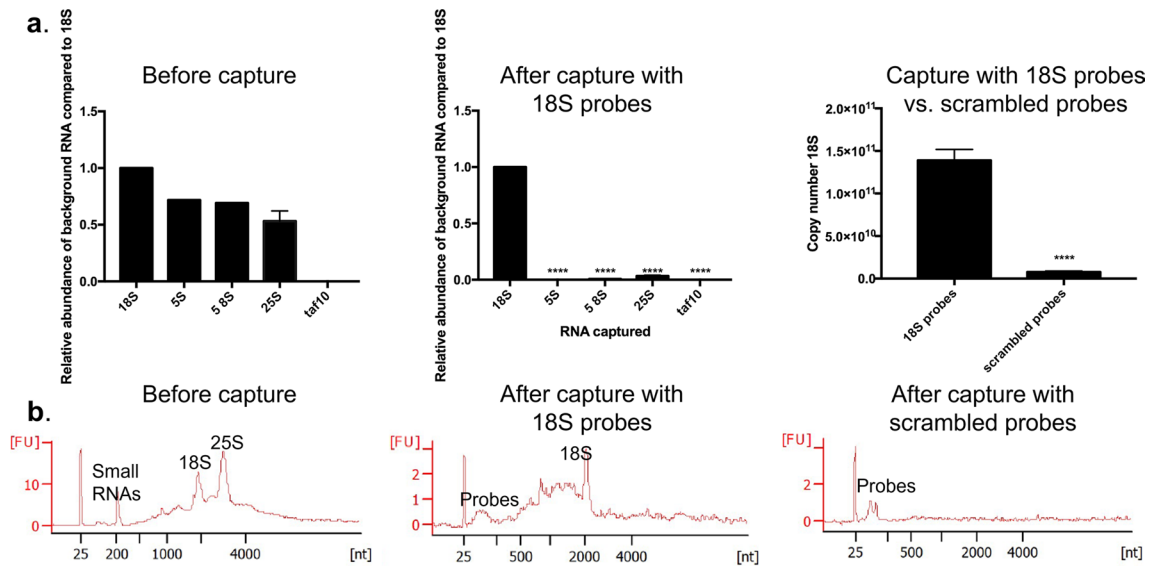 a.
Before capture
Relative abundance of background RNA compared to 18S
1.5
1.0
0.5
0.0
18S
5S
5 8S
25S
taf10
After capture with
18S probes
Relative abundance of background RNA compared to 18S
1.5
1.0
0.5
0.0
****
****
****
****
18S
5S
5 8S
25S
taf10
RNA captured
Capture with 18S probes
vs. scrambled probes
Copy number 18S
2.0×10¹¹
1.5×10¹¹
1.0×10¹¹
5.0×10¹⁰
0.0
****
18S probes
scrambled probes
b.
Before capture
[FU]
10
0
Small
RNAs
18S
25S
25
200
1000
4000
[nt]
After capture with
18S probes
[FU]
3
2
1
0
Probes
18S
25
500
2000
4000
[nt]
After capture with
scrambled probes
[FU]
2
0
Probes
25
500
2000
4000
[nt]